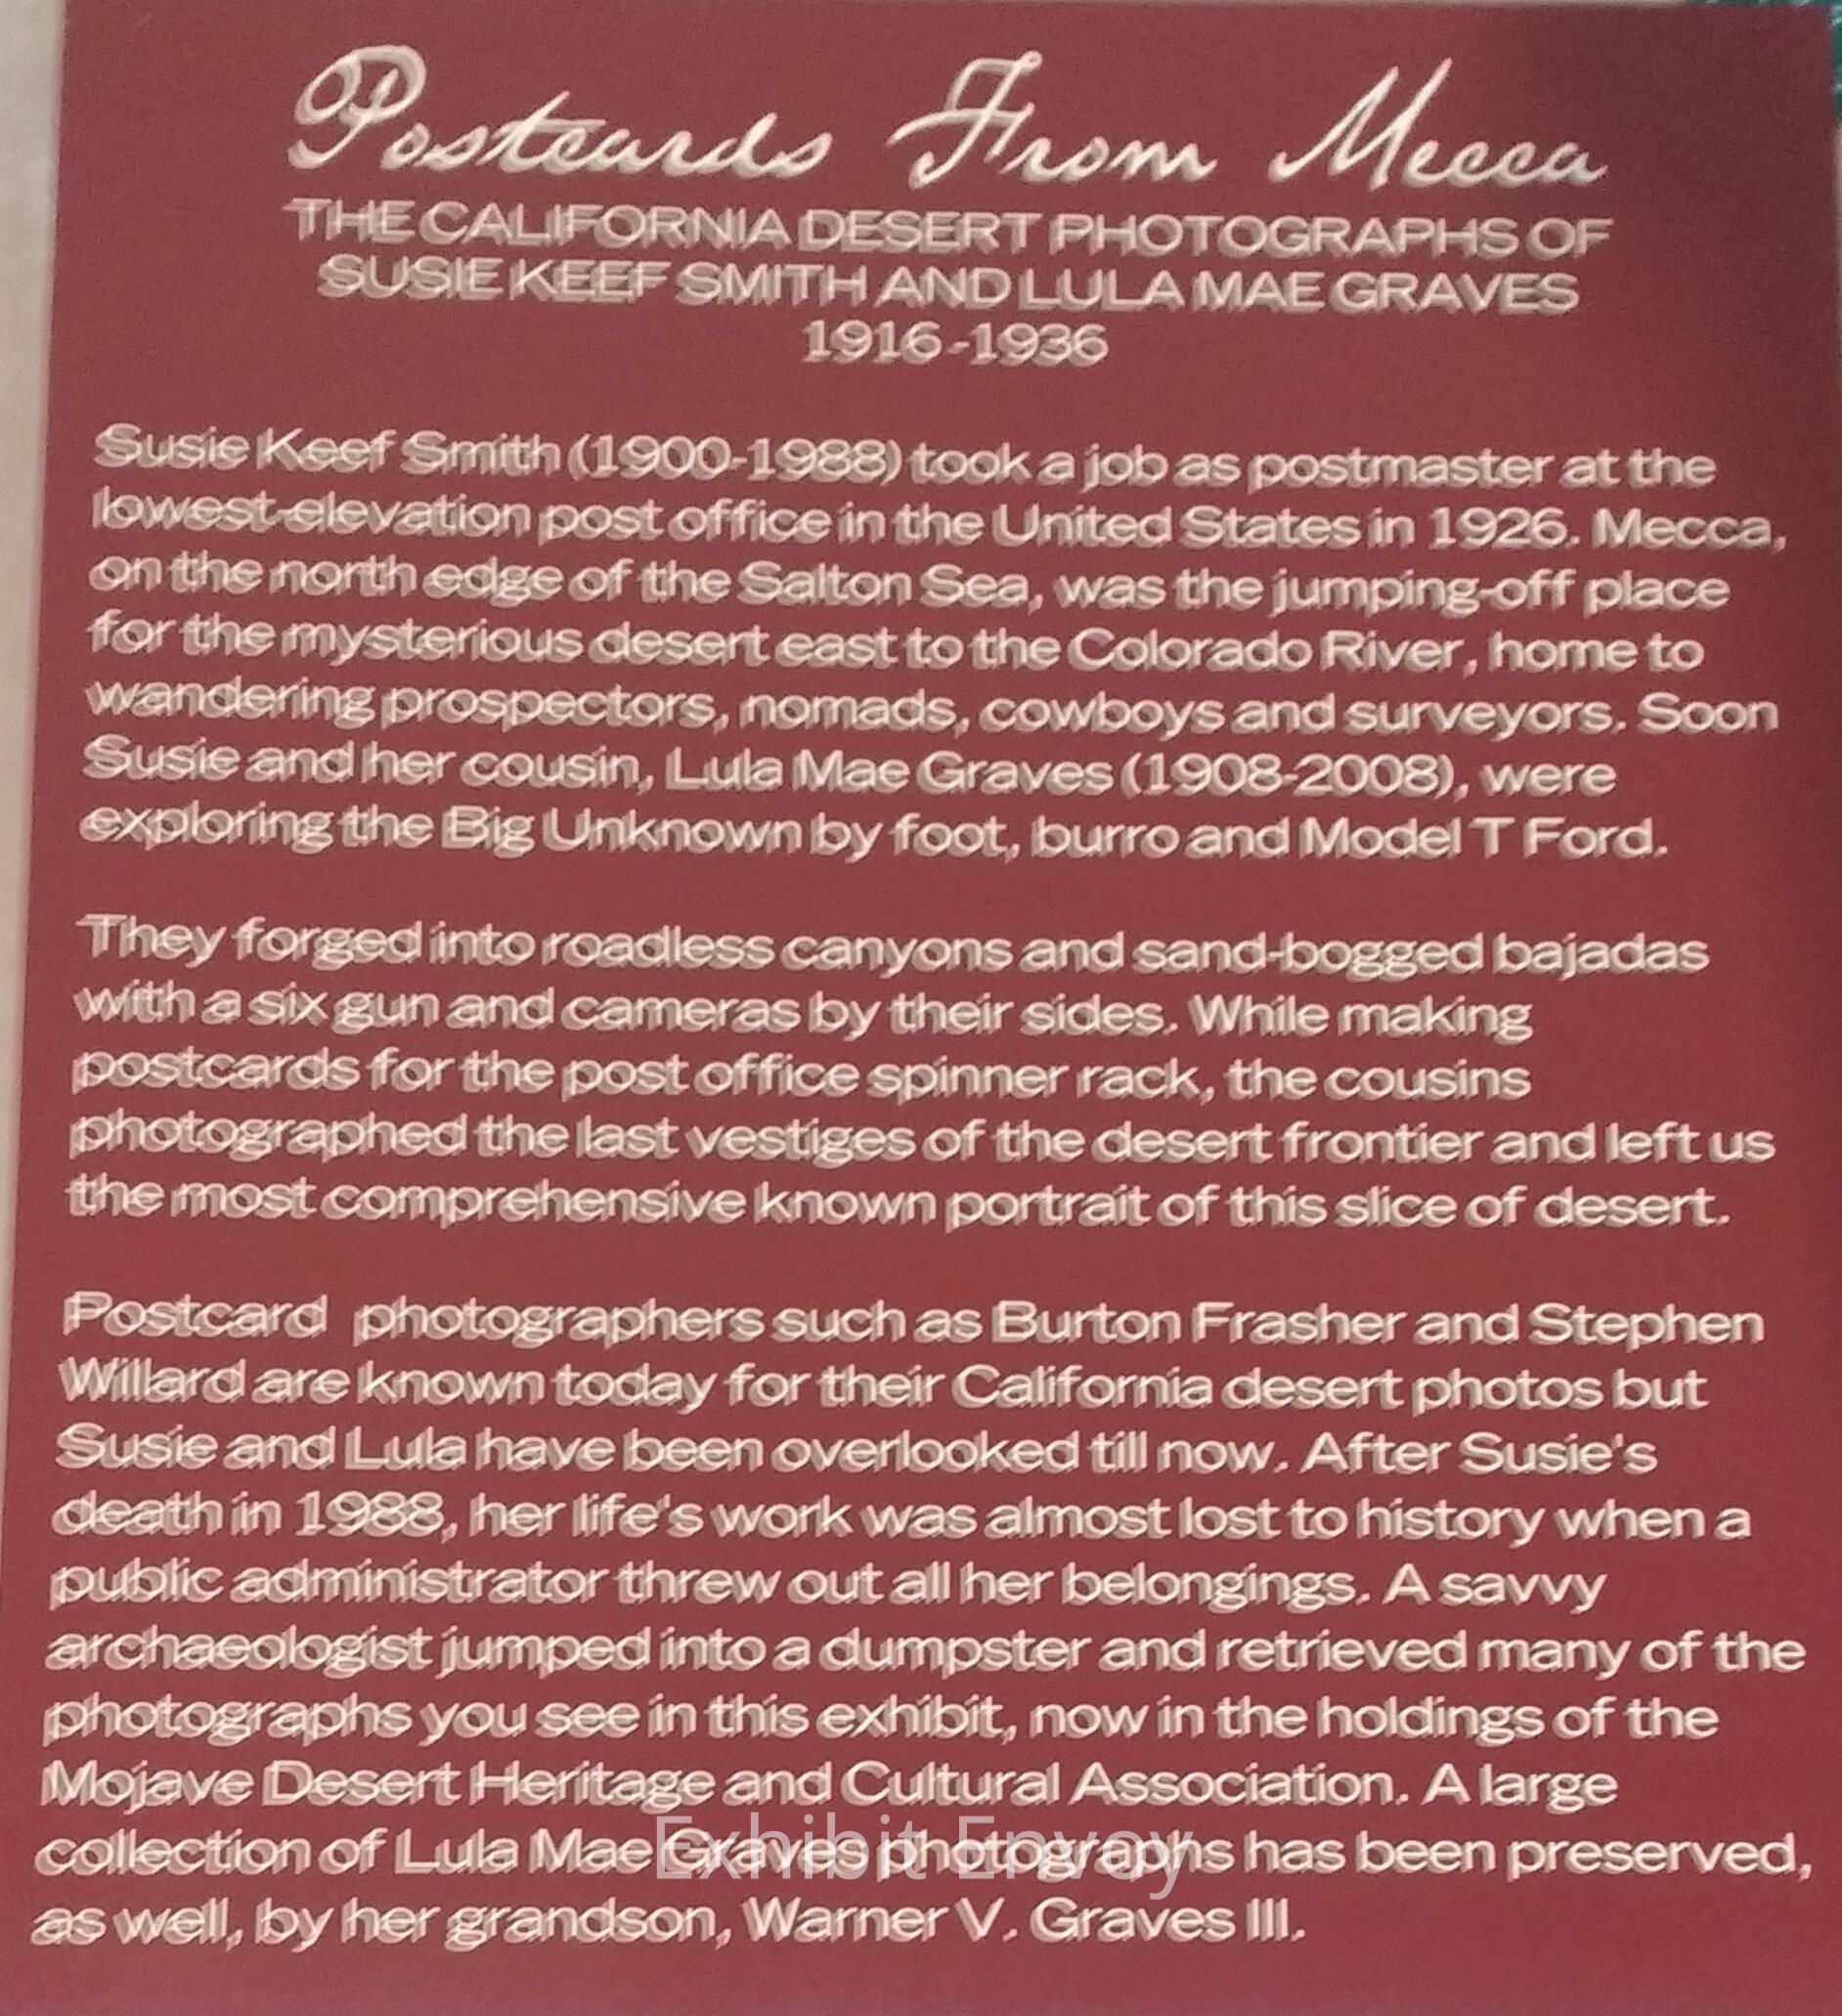 Postcards From Mecca
THE CALIFORNIA DESERT PHOTOGRAPHS OF
SUSIE KEEF SMITH AND LULA MAE GRAVES
1916-1936
Susie Keef Smith (1900-1988) took a job as postmaster at the
lowest-elevation post office in the United States in 1926. Mecca,
on the north edge of the Salton Sea, was the jumping-off place
for the mysterious desert east to the Colorado River, home to
wandering prospectors, nomads, cowboys and surveyors. Soon
Susie and her cousin, Lula Mae Graves (1908-2008), were
exploring the Big Unknown by foot, burro and Model T Ford.
They forged into roadless canyons and sand-bogged bajadas
with a six gun and cameras by their sides. While making
postcards for the post office spinner rack, the cousins
photographed the last vestiges of the desert frontier and left us
the most comprehensive known portrait of this slice of desert.
Postcard photographers such as Burton Frasher and Stephen
Willard are known today for their California desert photos but
Susie and Lula have been overlooked till now. After Susie's
death in 1988, her life's work was almost lost to history when a
public administrator threw out all her belongings. A savvy
archaeologist jumped into a dumpster and retrieved many of the
photographs you see in this exhibit, now in the holdings of the
Mojave Desert Heritage and Cultural Association. A large
collection of Lula Mae Graves photographs has been preserved,
as well, by her grandson, Warner V. Graves III.
Exhibit Envoy